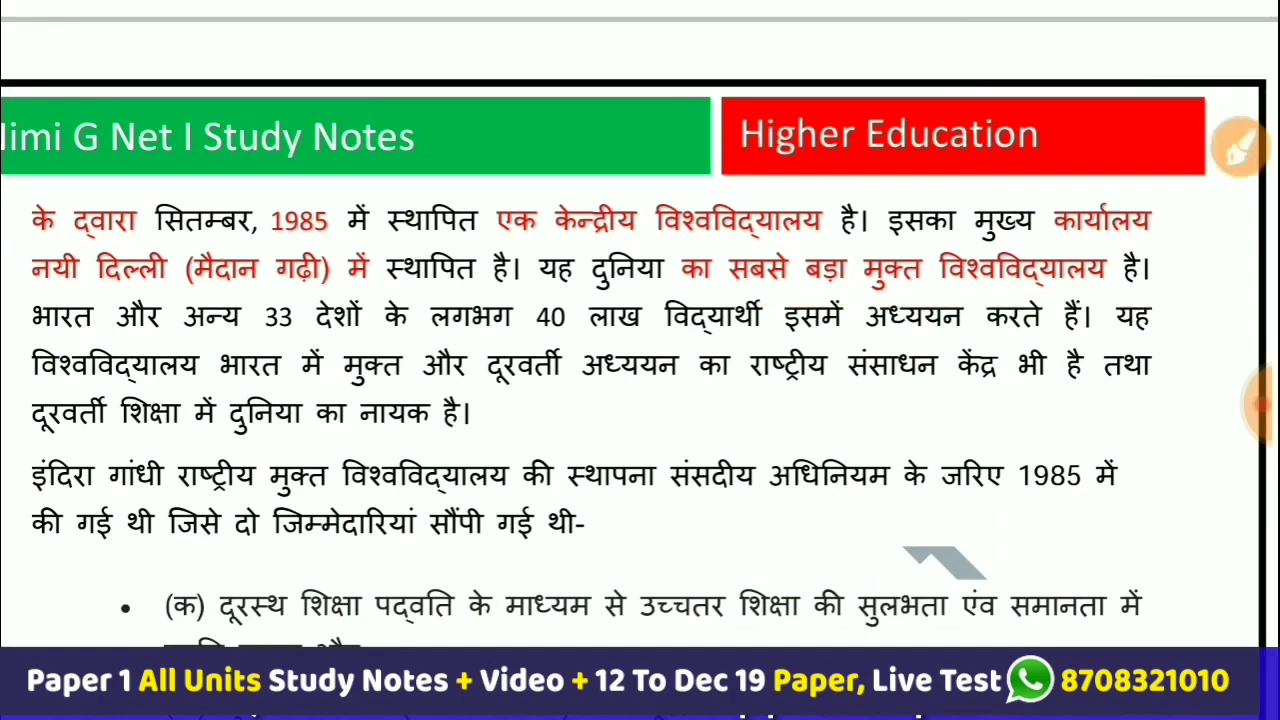 G Net I Study Notes
Higher Education
के द्वारा सितम्बर, 1985 में स्थापित एक केन्द्रीय विश्वविद्यालय है। इसका मुख्य कार्यालय
नयी दिल्ली (मैदान गढ़ी) में स्थापित है। यह दुनिया का सबसे बड़ा मुक्त विश्वविद्यालय है।
भारत और अन्य 33 देशों के लगभग 40 लाख विद्यार्थी इसमें अध्ययन करते हैं। यह
विश्वविद्यालय भारत में मुक्त और दूरवर्ती अध्ययन का राष्ट्रीय संसाधन केंद्र भी है तथा
दूरवर्ती शिक्षा में दुनिया का नायक है।
इंदिरा गांधी राष्ट्रीय मुक्त विश्वविद्यालय की स्थापना संसदीय अधिनियम के जरिए 1985 में
की गई थी जिसे दो जिम्मेदारियां सौंपी गई थी-
• (क) दूरस्थ शिक्षा पद्वति के माध्यम से उच्चतर शिक्षा की सुलभता एंव समानता में
Paper 1 All Units Study Notes + Video + 12 To Dec 19 Paper, Live Test 8708321010